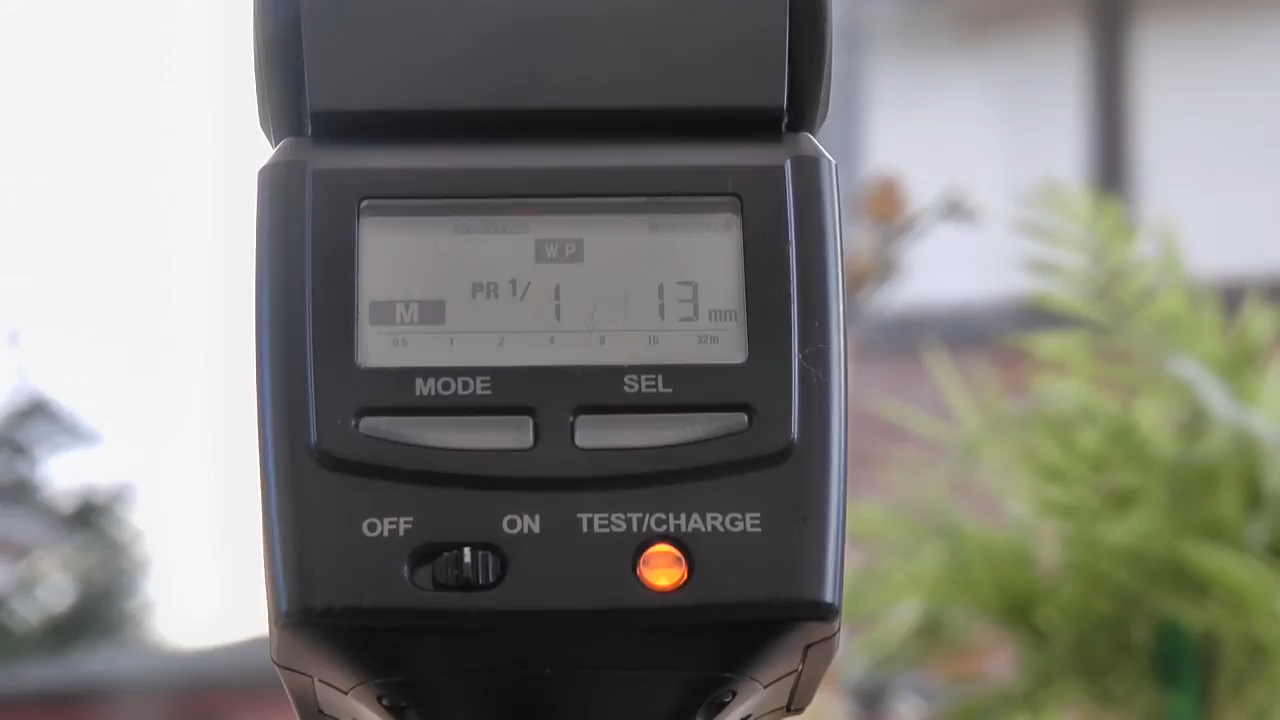 WP
M PR 1/1 13 mm
0.5 1 2 4 8 16 32m
MODE SEL
OFF ON TEST/CHARGE